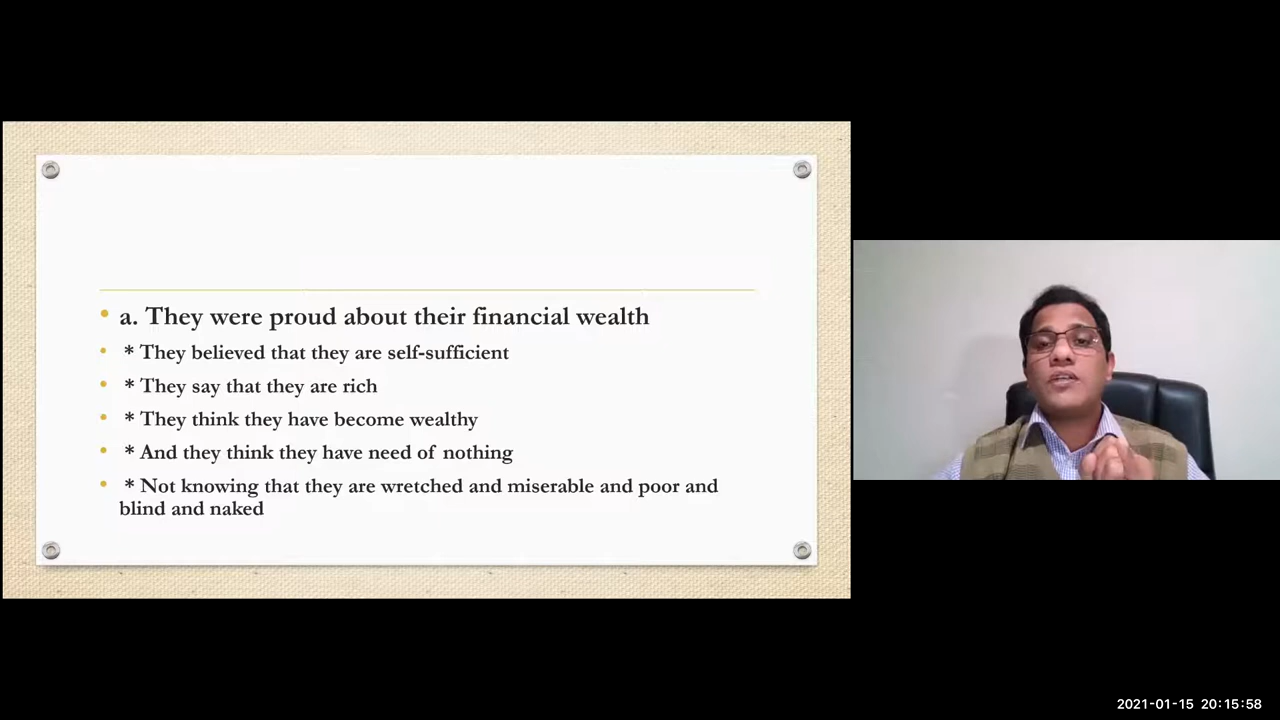 • a. They were proud about their financial wealth
• * They believed that they are self-sufficient
• * They say that they are rich
• * They think they have become wealthy
• * And they think they have need of nothing
• * Not knowing that they are wretched and miserable and poor and
blind and naked
2021-01-15 20:15:58